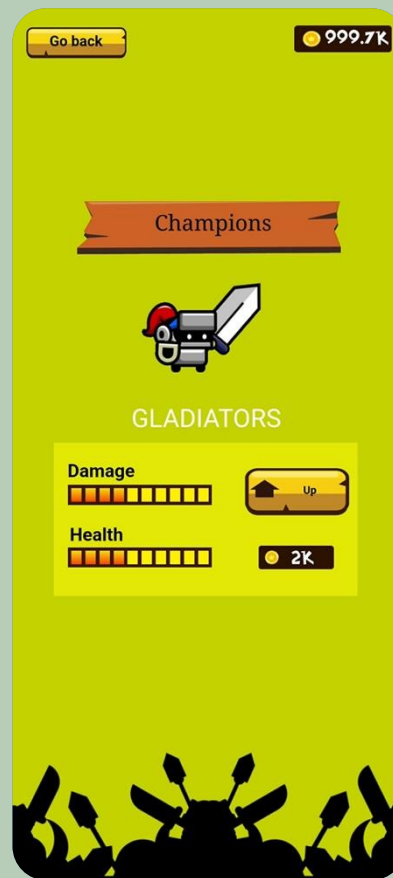 Go back
999.7K
Champions
GLADIATORS
Damage
Up
Health
2K